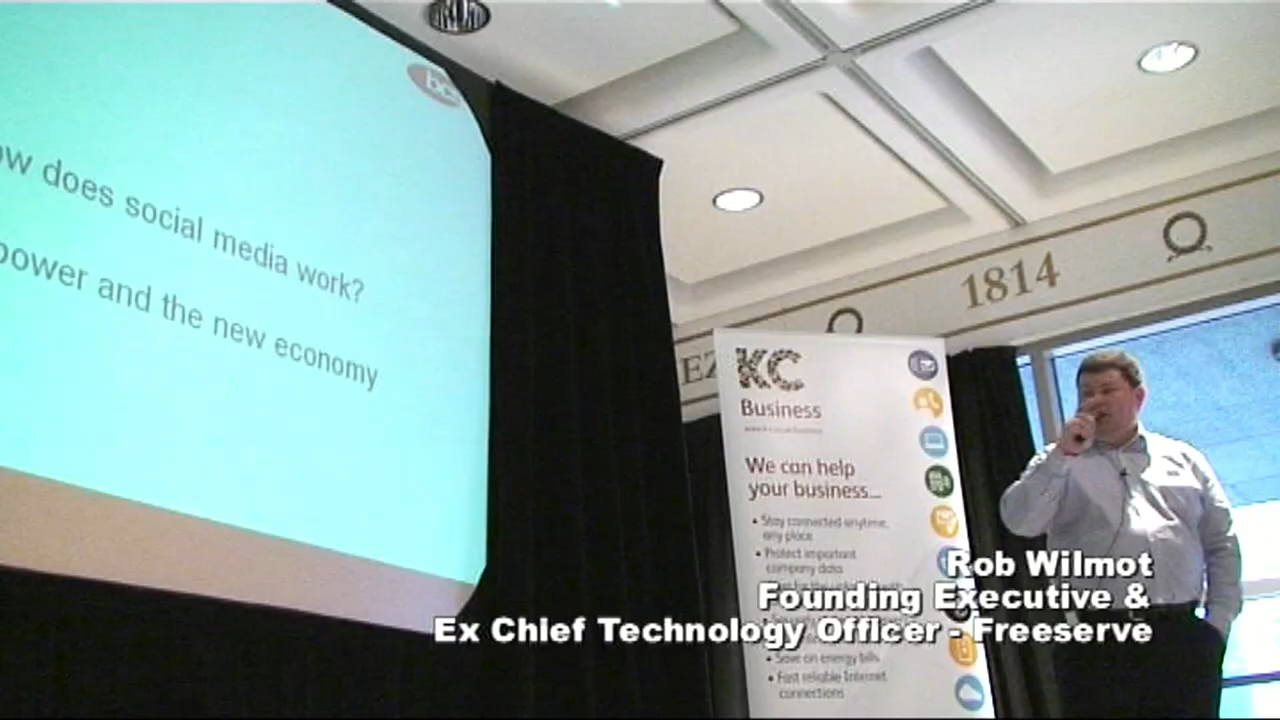 ow does social media work?
power and the new economy
1814
EZ
KC
Business
We can help
your business...
• Stay connected anytime,
any place
• Protect important
company data
• Save on energy bills
• Fast reliable Internet
connections
Rob Wilmot
Founding Executive &
Ex Chief Technology Officer - Freeserve